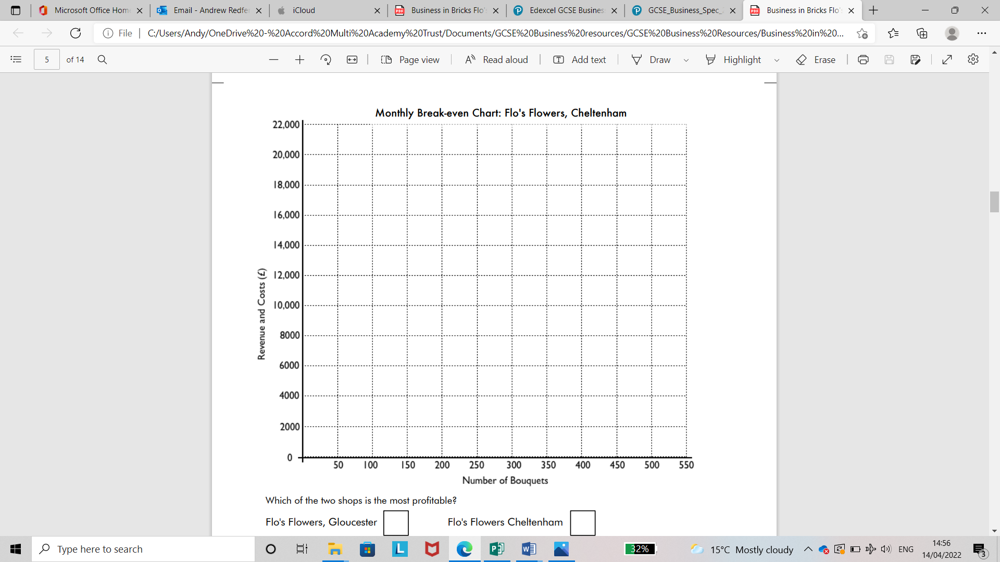 Microsoft Office Hom
Email - Andrew Redfe
iCloud
Business in Bricks Flo's
Edexcel GCSE Business
GCSE_Business_Spec_
Business in Bricks Flo's
File
C:/Users/Andy/OneDrive%20-%20Accord%20Multi%20Academy%20Trust/Documents/GCSE%20Business%20resources/GCSE%20Business%20Resources/Business%20in%20...
5 of 14
Page view
Read aloud
Add text
Draw
Highlight
Erase
Monthly Break-even Chart: Flo's Flowers, Cheltenham
22,000
20,000
18,000
16,000
14,000
12,000
10,000
8000
6000
4000
2000
0
Revenue and Costs (£)
50 100 150 200 250 300 350 400 450 500 550
Number of Bouquets
Which of the two shops is the most profitable?
Flo's Flowers, Gloucester Flo's Flowers Cheltenham
Type here to search
32%
15°C Mostly cloudy
ENG
14:56
14/04/2022
3